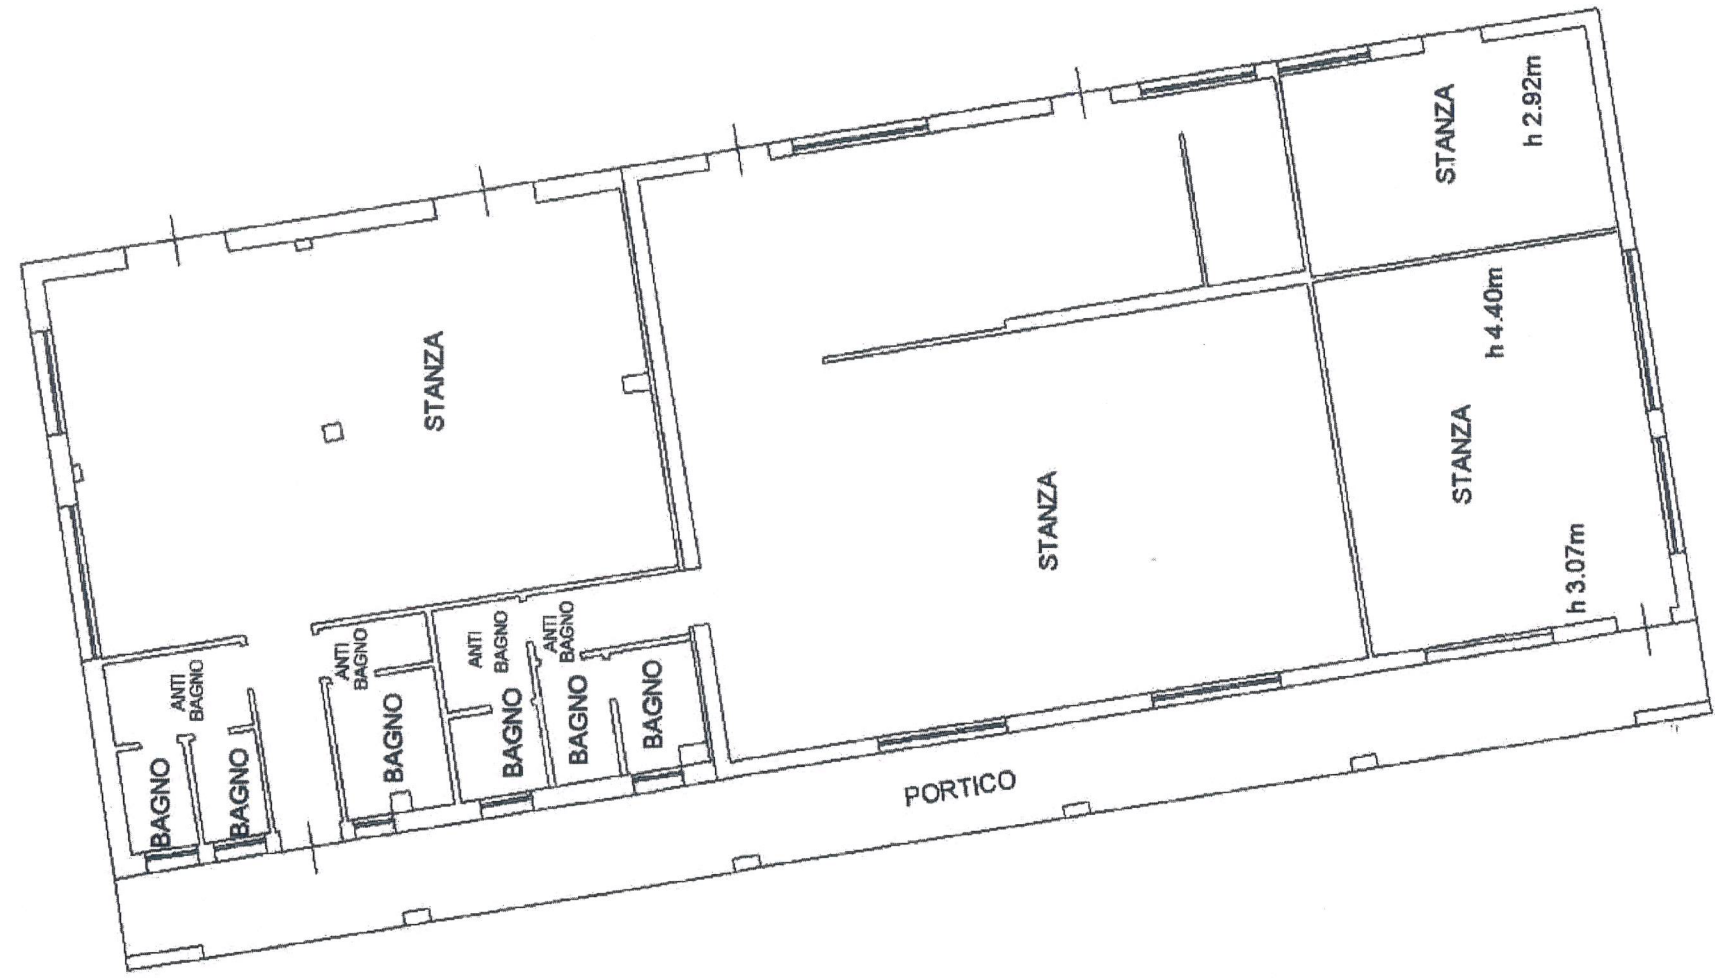 STANZA
h 2.92m
STANZA
h 4.40m
STANZA
h 3.07m
STANZA
ANTI
BAGNO
ANTI
BAGNO
ANTI
BAGNO
ANTI
BAGNO
BAGNO
BAGNO
BAGNO
BAGNO
BAGNO
BAGNO
PORTICO